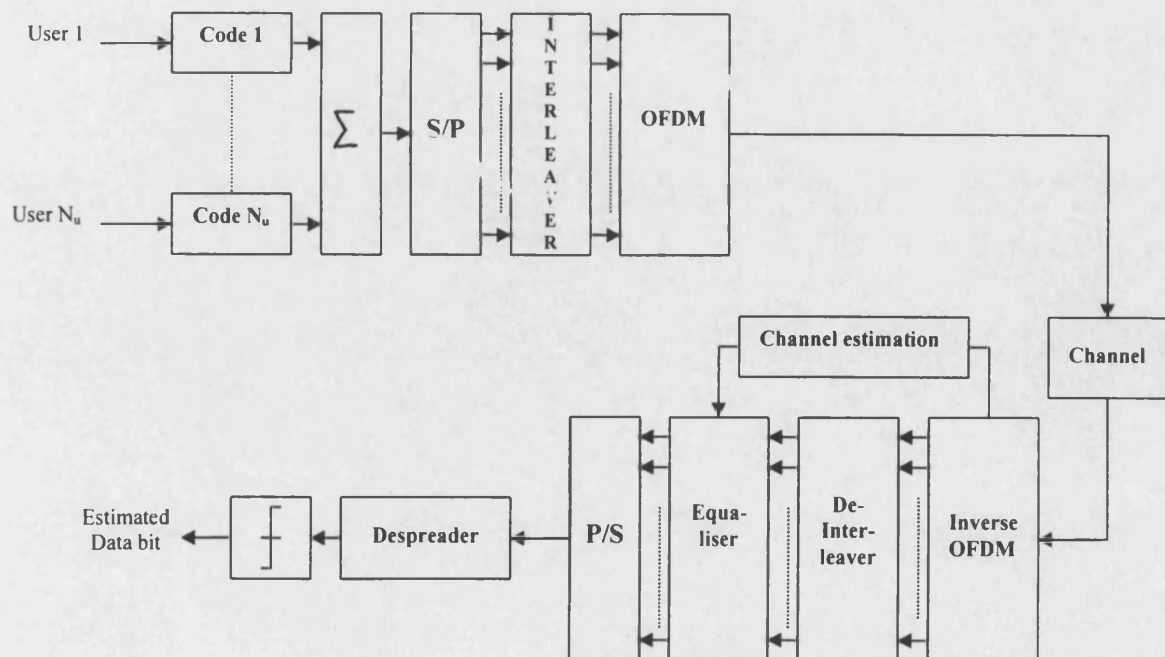 User 1
Code 1
User Nᵤ
Code Nᵤ
Σ
S/P
INTERLEAVER
OFDM
Channel estimation
Channel
Estimated
Data bit
Despreader
P/S
Equa-
liser
De-
Inter-
leaver
Inverse
OFDM